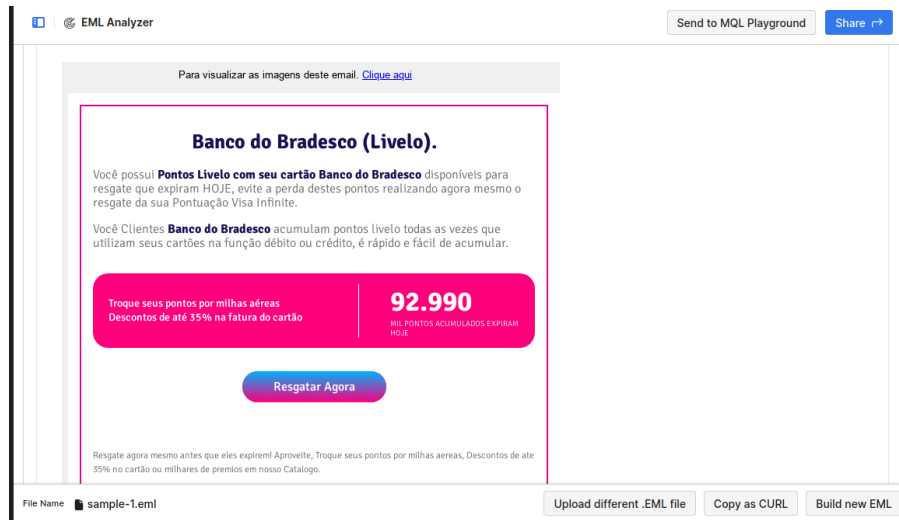 EML Analyzer
Send to MQL Playground
Share
Para visualizar as imagens deste email. Clique aqui
Banco do Bradesco (Livelo).
Você possui Pontos Livelo com seu cartão Banco do Bradesco disponíveis para
resgate que expiram HOJE, evite a perda destes pontos realizando agora mesmo o
resgate da sua Pontuação Visa Infinite.
Você Clientes Banco do Bradesco acumulam pontos livelo todas as vezes que
utilizam seus cartões na função débito ou crédito, é rápido e fácil de acumular.
Troque seus pontos por milhas aéreas
Descontos de até 35% na fatura do cartão
92.990
MIL PONTOS ACUMULADOS EXPIRAM
HOJE
Resgatar Agora
Resgate agora mesmo antes que eles expirem! Aproveite, Troque seus pontos por milhas aereas, Descontos de ate
35% no cartão ou milhares de premios em nosso Catalogo.
File Name
sample-1.eml
Upload different .EML file
Copy as CURL
Build new EML